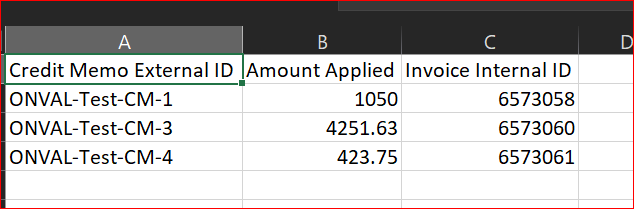 A B C D
Credit Memo External ID Amount Applied Invoice Internal ID
ONVAL-Test-CM-1 1050 6573058
ONVAL-Test-CM-3 4251.63 6573060
ONVAL-Test-CM-4 423.75 6573061